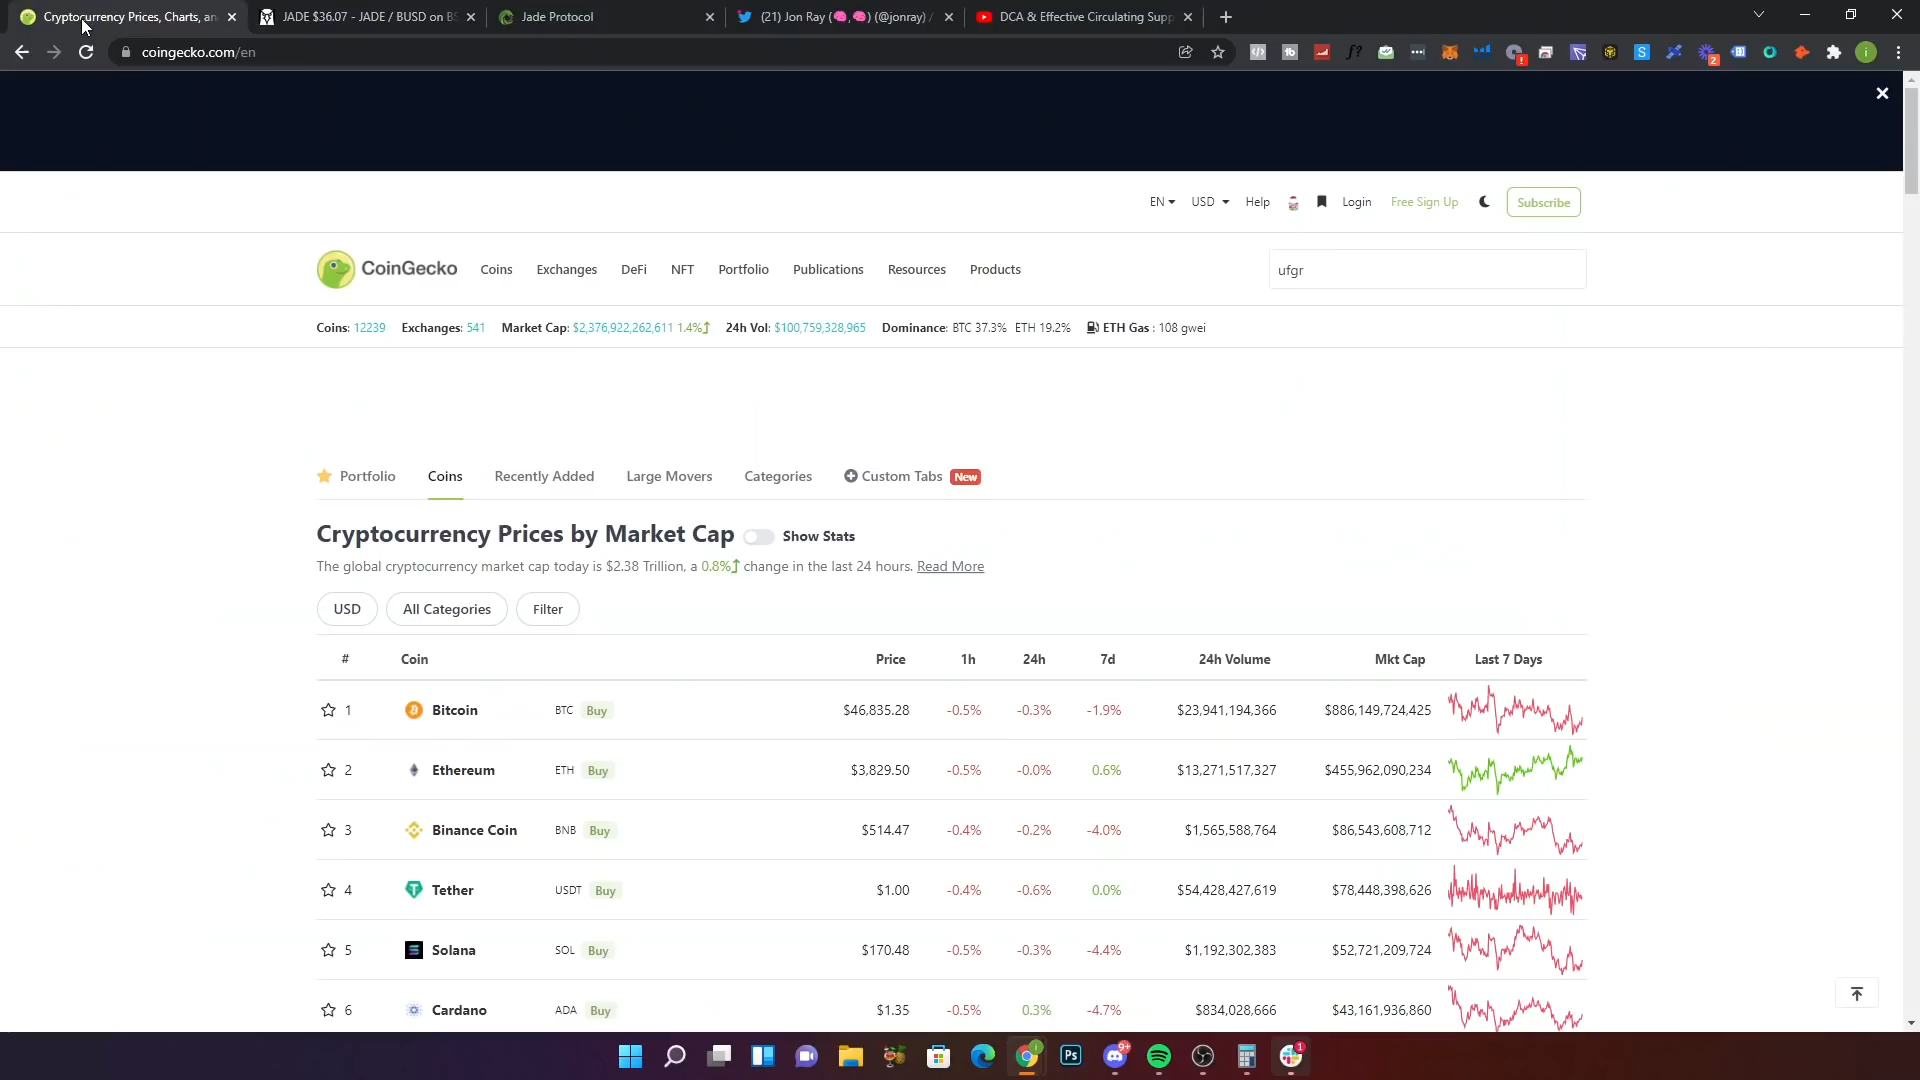 Cryptocurrency Prices, Charts, an
JADE $36.07 - JADE / BUSD on BS
Jade Protocol
(21) Jon Ray (🧠,🧠) (@jonray) /
DCA & Effective Circulating Supp
coingecko.com/en
EN USD Help Login Free Sign Up Subscribe
CoinGecko Coins Exchanges DeFi NFT Portfolio Publications Resources Products ufgr
Coins: 12239 Exchanges: 541 Market Cap: $2,376,922,262,611 1.4% 24h Vol: $100,759,328,965 Dominance: BTC 37.3% ETH 19.2% ETH Gas : 108 gwei
Portfolio Coins Recently Added Large Movers Categories Custom Tabs New
Cryptocurrency Prices by Market Cap Show Stats
The global cryptocurrency market cap today is $2.38 Trillion, a 0.8% change in the last 24 hours. Read More
USD All Categories Filter
# Coin Price 1h 24h 7d 24h Volume Mkt Cap Last 7 Days
1 Bitcoin BTC Buy $46,835.28 -0.5% -0.3% -1.9% $23,941,194,366 $886,149,724,425
2 Ethereum ETH Buy $3,829.50 -0.5% -0.0% 0.6% $13,271,517,327 $455,962,090,234
3 Binance Coin BNB Buy $514.47 -0.4% -0.2% -4.0% $1,565,588,764 $86,543,608,712
4 Tether USDT Buy $1.00 -0.4% -0.6% 0.0% $54,428,427,619 $78,448,398,626
5 Solana SOL Buy $170.48 -0.5% -0.3% -4.4% $1,192,302,383 $52,721,209,724
6 Cardano ADA Buy $1.35 -0.5% 0.3% -4.7% $834,028,666 $43,161,936,860